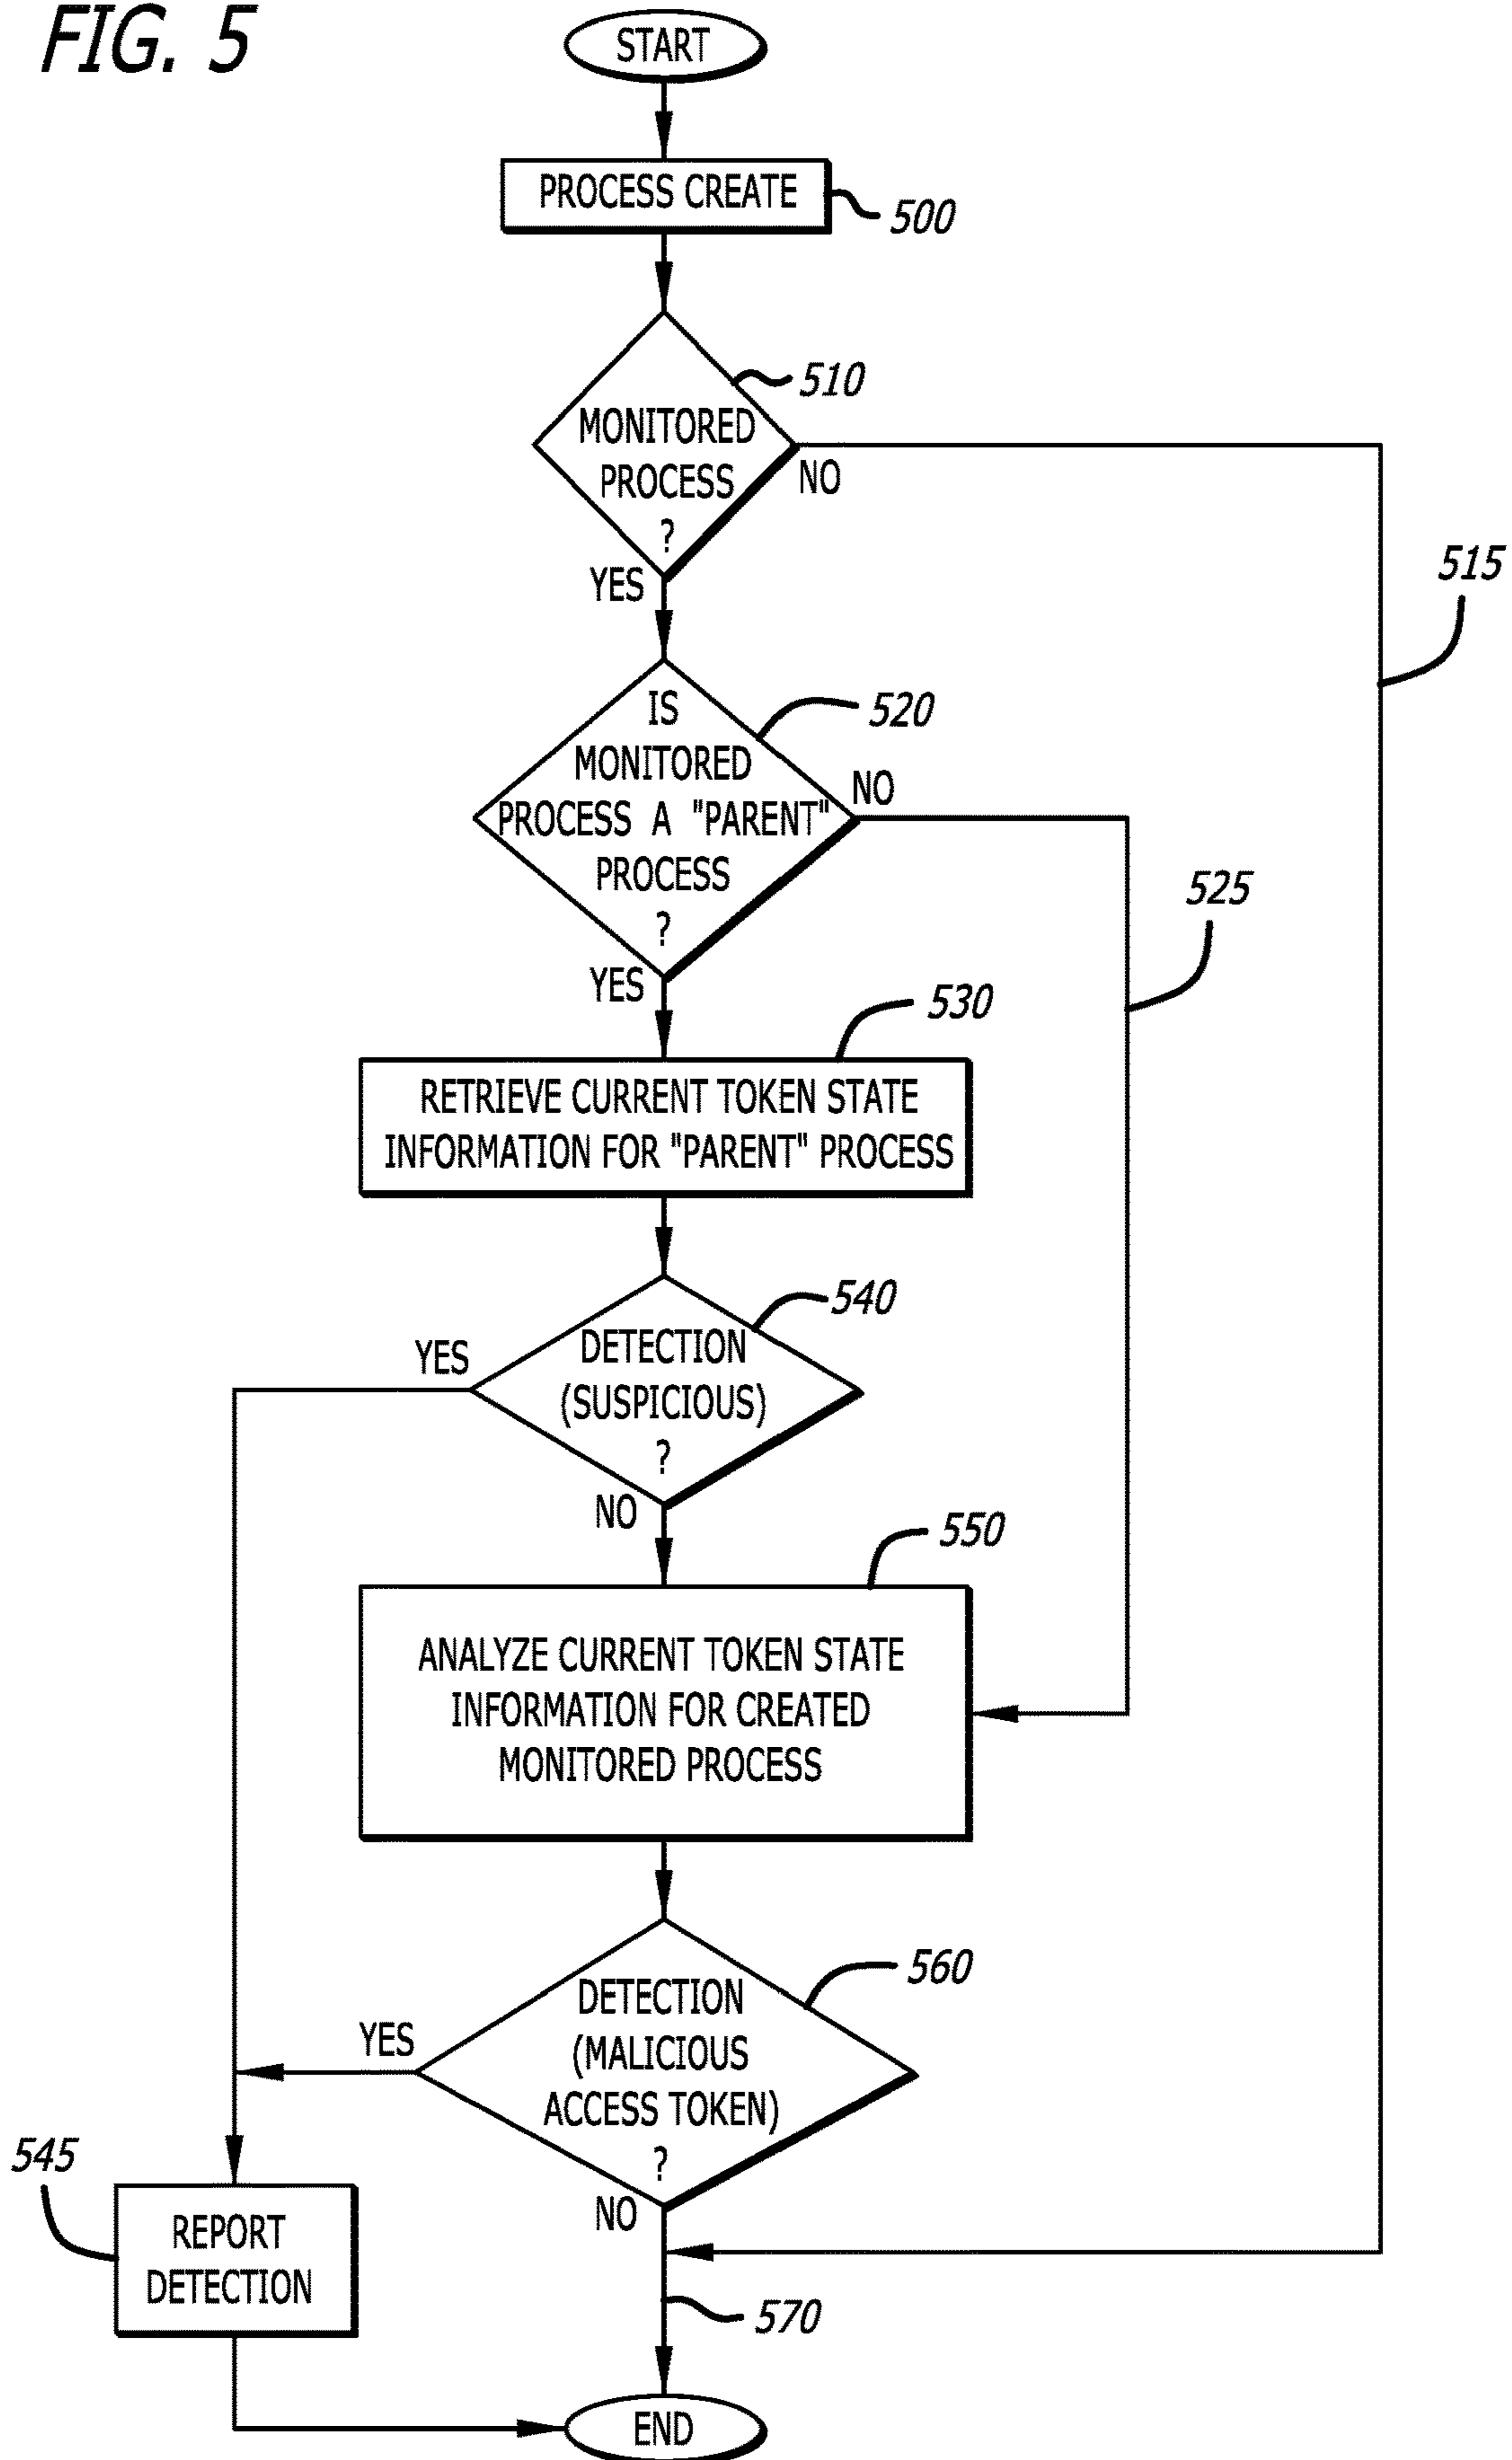 FIG. 5
START
PROCESS CREATE
500
510
MONITORED
PROCESS
?
NO
YES
515
520
IS
MONITORED
PROCESS A "PARENT"
PROCESS
?
NO
YES
525
530
RETRIEVE CURRENT TOKEN STATE
INFORMATION FOR "PARENT" PROCESS
540
DETECTION
(SUSPICIOUS)
?
YES
NO
550
ANALYZE CURRENT TOKEN STATE
INFORMATION FOR CREATED
MONITORED PROCESS
560
DETECTION
(MALICIOUS
ACCESS TOKEN)
?
YES
NO
545
REPORT
DETECTION
570
END